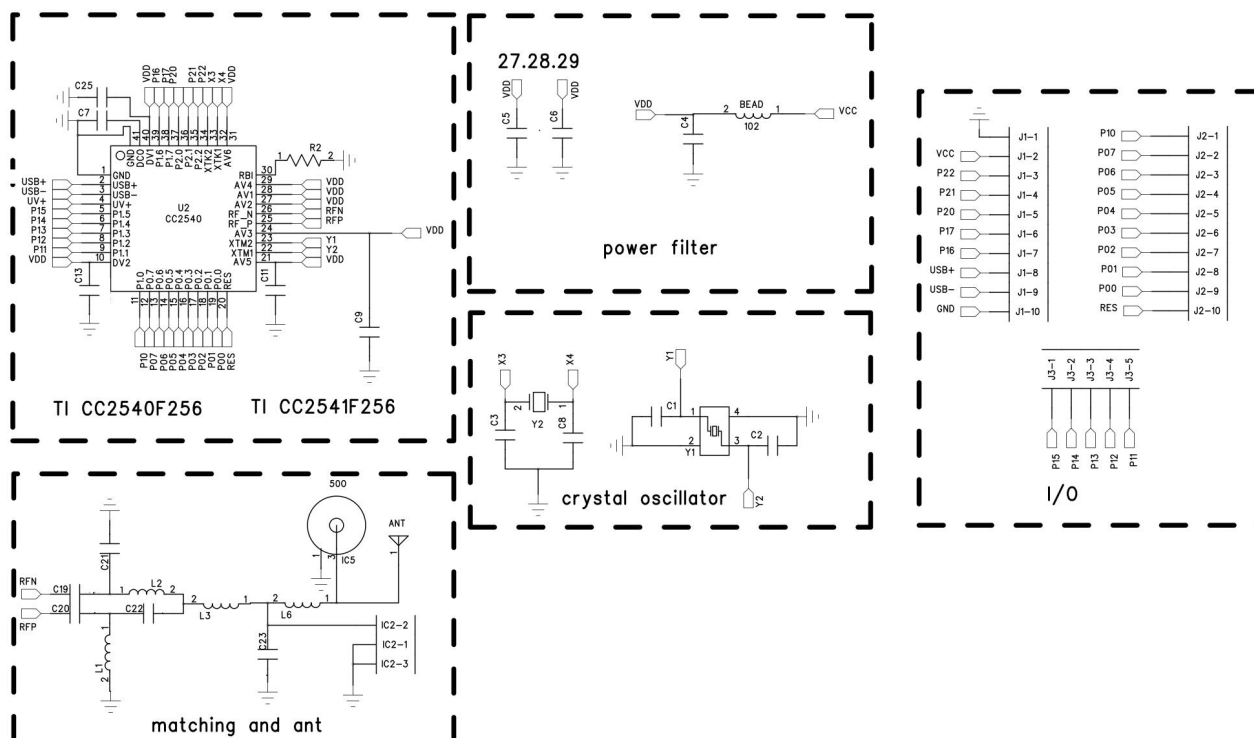 C25
C7
VDD
P16
P17
P20
P21
P22
X3
X4
VDD
41
40
39
38
37
36
35
34
33
32
31
GND
DCO
DV1
P1.6
P1.7
P2.0
P2.1
P2.2
XTK2
XTK1
AV6
1 R2 2
USB+ 2 USB+
USB- 3 USB-
UV+ 4 UV+
P15 5 P1.5
P14 6 P1.4
P13 7 P1.3
P12 8 P1.2
P11 9 P1.1
VDD 10 DV2
1 GND
U2
CC2540
RBI 30
AV4 29 VDD
AV1 28 VDD
AV2 27 VDD
RF_N 26 RFN
RF_P 25 RFP
AV3 24 VDD
XTM2 23 Y1
XTM1 22 Y2
AV5 21 VDD
C13
C11
C9
P1.0
P0.7
P0.6
P0.5
P0.4
P0.3
P0.2
P0.1
P0.0
RES
11
12
13
14
15
16
17
18
19
20
P10
P07
P06
P05
P04
P03
P02
P01
P00
RES
TI CC2540F256 TI CC2541F256
27.28.29
VDD
VDD
C5
C6
VDD
C4
2 BEAD 1
102
VCC
power filter
X3
X4
2
1
Y2
C3
C8
Y1
C1
1
4
2
3
Y1
C2
Y2
crystal oscillator
J1-1
VCC J1-2
P22 J1-3
P21 J1-4
P20 J1-5
P17 J1-6
P16 J1-7
USB+ J1-8
USB- J1-9
GND J1-10
P10 J2-1
P07 J2-2
P06 J2-3
P05 J2-4
P04 J2-5
P03 J2-6
P02 J2-7
P01 J2-8
P00 J2-9
RES J2-10
J3-1
J3-2
J3-3
J3-4
J3-5
P15
P14
P13
P12
P11
I/O
500
1
3
IC5
ANT
1
C21
RFN
C19
C20
RFP
1 L2 2
C22
1
L1
2
2 L3 1
2 L6 1
C23
IC2-2
IC2-1
IC2-3
matching and ant